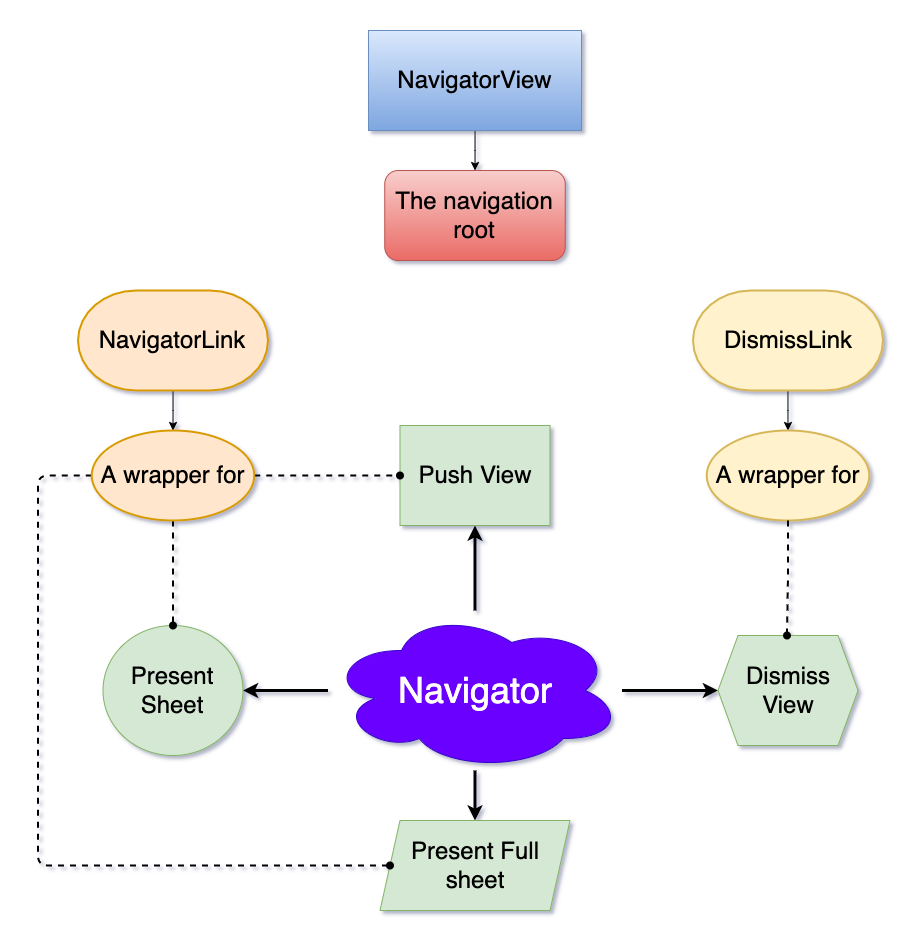 NavigatorView
The navigation
root
NavigatorLink
DismissLink
A wrapper for
Push View
A wrapper for
Present
Sheet
Navigator
Dismiss
View
Present Full
sheet